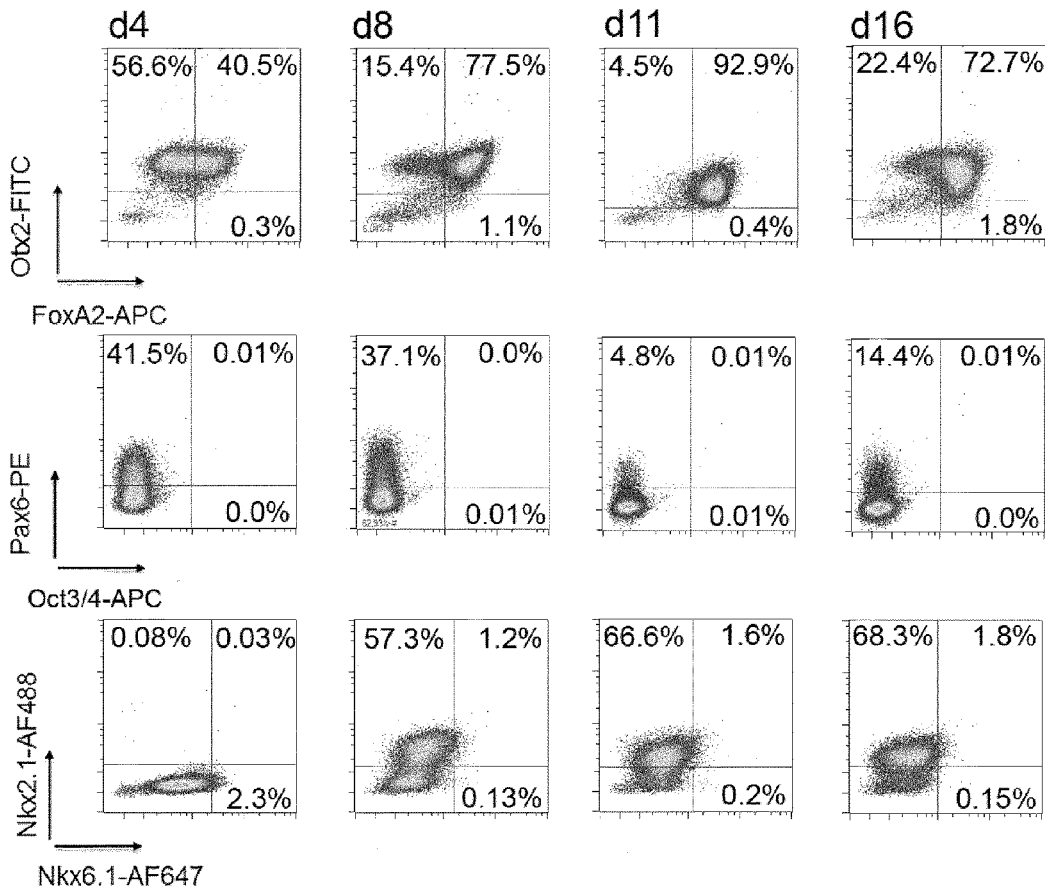 d4 d8 d11 d16
56.6% 40.5% 15.4% 77.5% 4.5% 92.9% 22.4% 72.7%
0.3% 1.1% 0.4% 1.8%
Otx2-FITC
FoxA2-APC
41.5% 0.01% 37.1% 0.0% 4.8% 0.01% 14.4% 0.01%
0.0% 0.01% 0.01% 0.0%
Pax6-PE
Oct3/4-APC
0.08% 0.03% 57.3% 1.2% 66.6% 1.6% 68.3% 1.8%
2.3% 0.13% 0.2% 0.15%
Nkx2.1-AF488
Nkx6.1-AF647